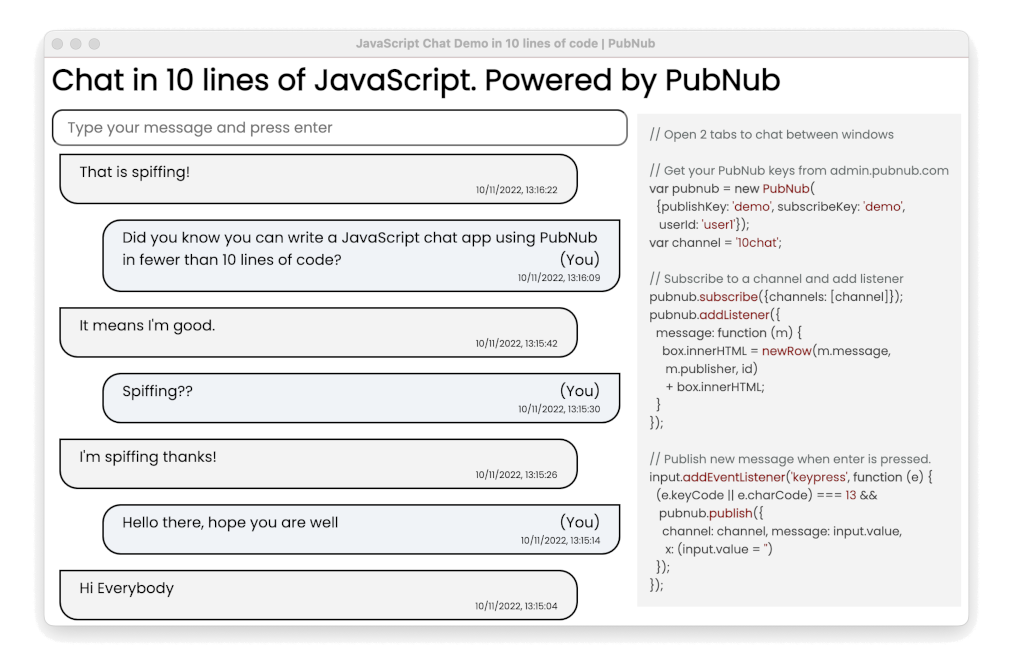 JavaScript Chat Demo in 10 lines of code | PubNub
Chat in 10 lines of JavaScript. Powered by PubNub
Type your message and press enter
That is spiffing!
10/11/2022, 13:16:22
Did you know you can write a JavaScript chat app using PubNub
in fewer than 10 lines of code? (You)
10/11/2022, 13:16:09
It means I'm good.
10/11/2022, 13:15:42
Spiffing?? (You)
10/11/2022, 13:15:30
I'm spiffing thanks!
10/11/2022, 13:15:26
Hello there, hope you are well (You)
10/11/2022, 13:15:14
Hi Everybody
10/11/2022, 13:15:04
// Open 2 tabs to chat between windows
// Get your PubNub keys from admin.pubnub.com
var pubnub = new PubNub(
{publishKey: 'demo', subscribeKey: 'demo',
userId: 'user1'});
var channel = '10chat';
// Subscribe to a channel and add listener
pubnub.subscribe({channels: [channel]});
pubnub.addListener({
message: function (m) {
box.innerHTML = newRow(m.message,
m.publisher, id)
+ box.innerHTML;
}
});
// Publish new message when enter is pressed.
input.addEventListener('keypress', function (e) {
(e.keyCode || e.charCode) === 13 &&
pubnub.publish({
channel: channel, message: input.value,
x: (input.value = '')
});
});